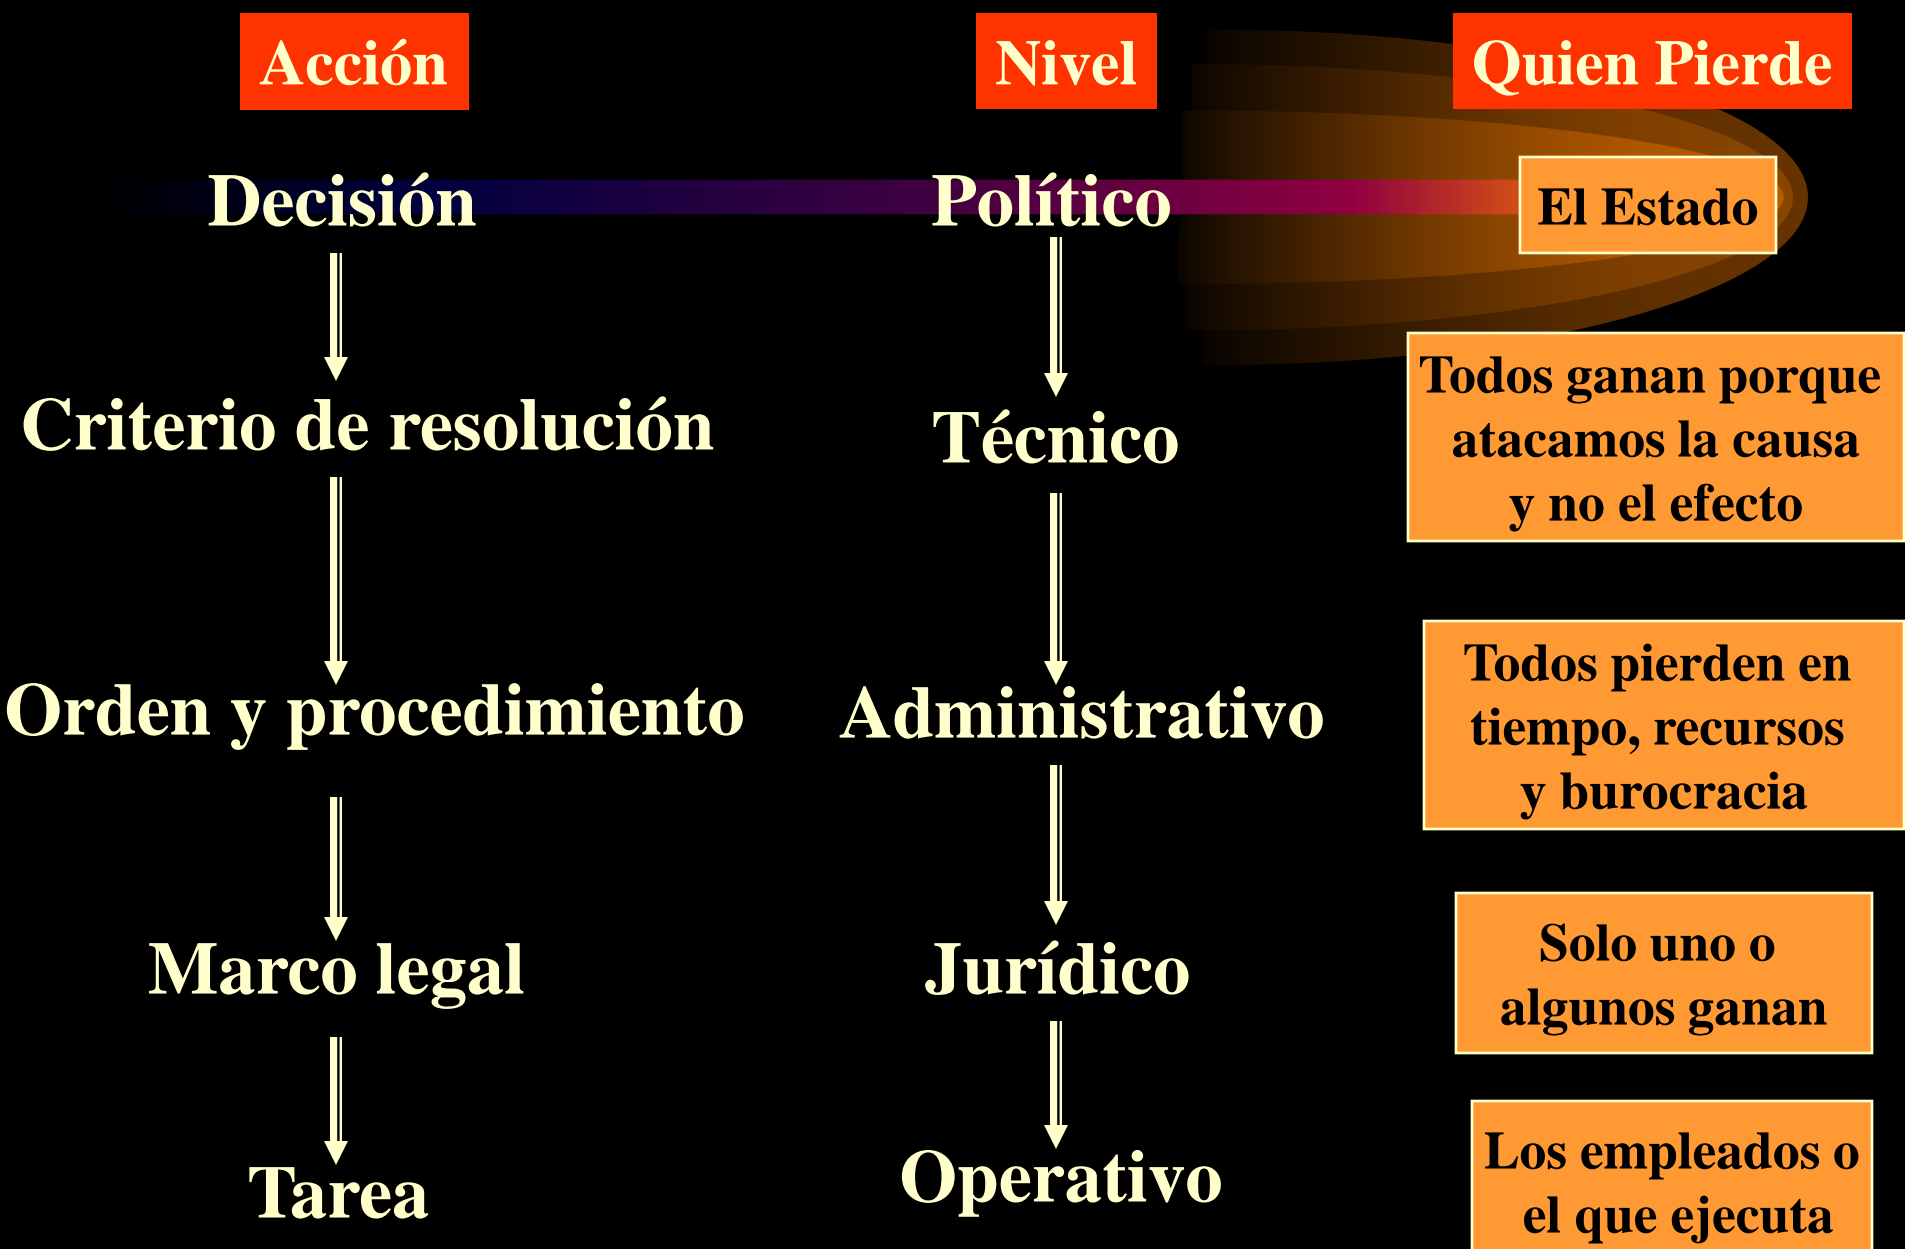 Acción
Nivel
Quien Pierde
Decisión
Político
El Estado
Criterio de resolución
Técnico
Todos ganan porque
atacamos la causa
y no el efecto
Orden y procedimiento
Administrativo
Todos pierden en
tiempo, recursos
y burocracia
Marco legal
Jurídico
Solo uno o
algunos ganan
Tarea
Operativo
Los empleados o
el que ejecuta